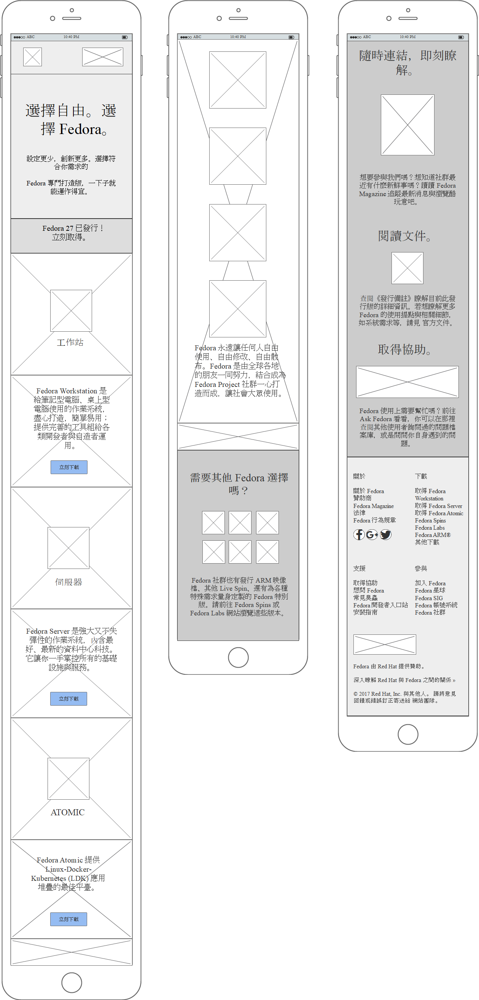 ABC
10:40 PM
選擇自由。選
擇 Fedora。
設定更少，創新更多。選擇符
合你需求的
Fedora 專門打造版，一下子就
能運作得宜。
Fedora 27 已發行！
立刻取得。
工作站
Fedora Workstation 是
給筆記型電腦、桌上型
電腦使用的作業系統，
盡心打造，簡單易用；
提供完善的工具組給各
類開發者與自造者運
用。
立刻下載
伺服器
Fedora Server 是強大又不失
彈性的作業系統，內含最
好、最新的資料中心科技。
它讓你一手掌控所有的基礎
設施與服務。
立刻下載
ATOMIC
Fedora Atomic 提供
Linux-Docker-
Kubernetes (LDK) 應用
堆疊的最佳平臺。
立刻下載
ABC
10:40 PM
Fedora 永遠讓任何人自由
使用、自由修改、自由散
布。Fedora 是由全球各地
的朋友一同努力，結合成為
Fedora Project 社群一心打
造而成，讓社會大眾使用。
需要其他 Fedora 選擇
嗎？
Fedora 社群也有發行 ARM 映像
檔、其他 Live Spin、還有為各種
特殊需求量身定製的 Fedora 特別
版。請前往 Fedora Spins 或
Fedora Labs 網站瀏覽這些版本。
ABC
10:40 PM
隨時連結，即刻瞭
解。
想要參與我們嗎？想知道社群最
近有什麼新鮮事嗎？讀讀 Fedora
Magazine 追蹤最新消息與瀏覽酷
玩意吧。
閱讀文件。
查閱《發行備註》瞭解目前此發
行版的詳細資訊。若想瞭解更多
Fedora 的使用提點與相關細節，
如系統需求等，請見 官方文件。
取得協助。
Fedora 使用上需要幫忙嗎？前往
Ask Fedora 看看，你可以在那裡
查閱其他使用者詢問過的問題檔
案庫，或是問問你自身遇到的問
題。
關於
關於 Fedora
贊助商
Fedora Magazine
法律
Fedora 行為規章
下載
取得 Fedora
Workstation
取得 Fedora Server
取得 Fedora Atomic
Fedora Spins
Fedora Labs
Fedora ARM®
其他下載
支援
取得協助
想問 Fedora
常見臭蟲
Fedora 開發者入口站
安裝指南
參與
加入 Fedora
Fedora 星球
Fedora SIG
Fedora 帳號系統
Fedora 社群
Fedora 由 Red Hat 提供贊助。
深入瞭解 Red Hat 與 Fedora 之間的關係 »
© 2017 Red Hat, Inc. 與其他人。 請將意見
回饋或錯誤訂正寄送給 網站團隊。